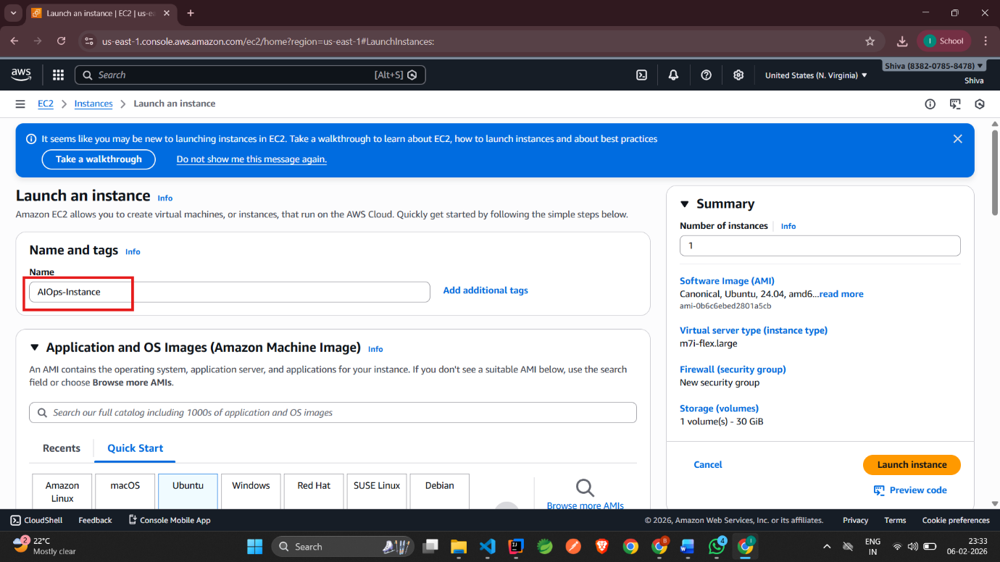 Launch an instance | EC2 | us-ea
School
us-east-1.console.aws.amazon.com/ec2/home?region=us-east-1#LaunchInstances:
aws
Search
[Alt+S]
United States (N. Virginia) ▼
Shiva (8382-0785-8478) ▼
Shiva
EC2 > Instances > Launch an instance
It seems like you may be new to launching instances in EC2. Take a walkthrough to learn about EC2, how to launch instances and about best practices
Take a walkthrough
Do not show me this message again.
Launch an instance Info
Amazon EC2 allows you to create virtual machines, or instances, that run on the AWS Cloud. Quickly get started by following the simple steps below.
Name and tags Info
Name
AIOps-Instance
Add additional tags
▼ Application and OS Images (Amazon Machine Image) Info
An AMI contains the operating system, application server, and applications for your instance. If you don't see a suitable AMI below, use the search
field or choose Browse more AMIs.
Search our full catalog including 1000s of application and OS images
Recents
Quick Start
Amazon
Linux
macOS
Ubuntu
Windows
Red Hat
SUSE Linux
Debian
Browse more AMIs
▼ Summary
Number of instances Info
1
Software Image (AMI)
Canonical, Ubuntu, 24.04, amd6...read more
ami-0b6c6ebed2801a5cb
Virtual server type (instance type)
m7i-flex.large
Firewall (security group)
New security group
Storage (volumes)
1 volume(s) - 30 GiB
Cancel
Launch instance
Preview code
CloudShell
Feedback
Console Mobile App
© 2026, Amazon Web Services, Inc. or its affiliates.
Privacy
Terms
Cookie preferences
2
22°C
Mostly clear
Search
8
4
ENG
IN
23:33
06-02-2026